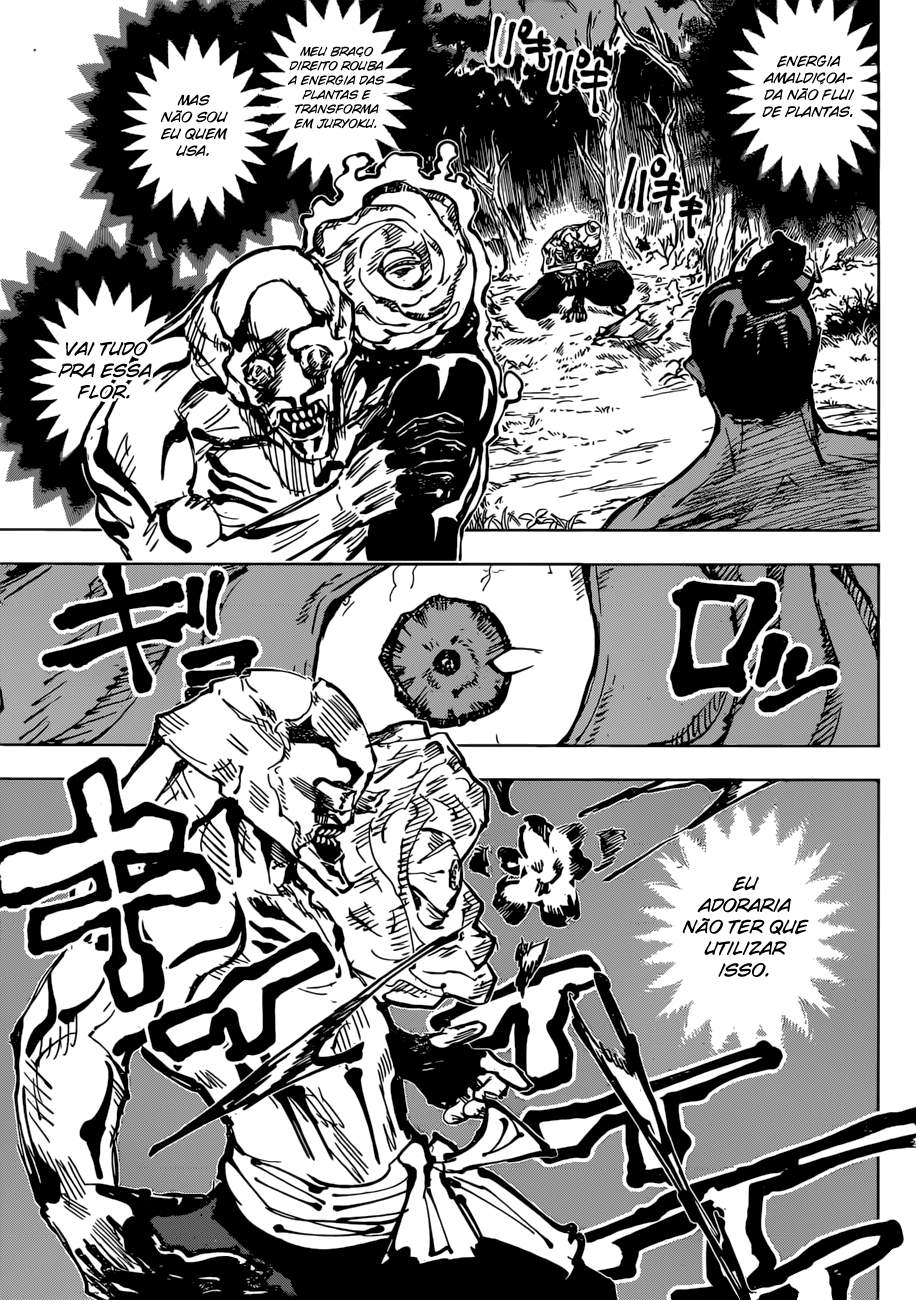 ENERGIA
AMALDIÇOA-
DA NÃO FLUI
DE PLANTAS.
MEU BRAÇO
DIREITO ROUBA
A ENERGIA DAS
PLANTAS E
TRANSFORMA
EM JURYOKU.
MAS
NÃO SOU
EU QUEM
USA.
VAI TUDO
PRA ESSA
FLOR.
パキ
パキ
パキキ
ギョ
ロッ
EU
ADORARIA
NÃO TER QUE
UTILIZAR
ISSO.